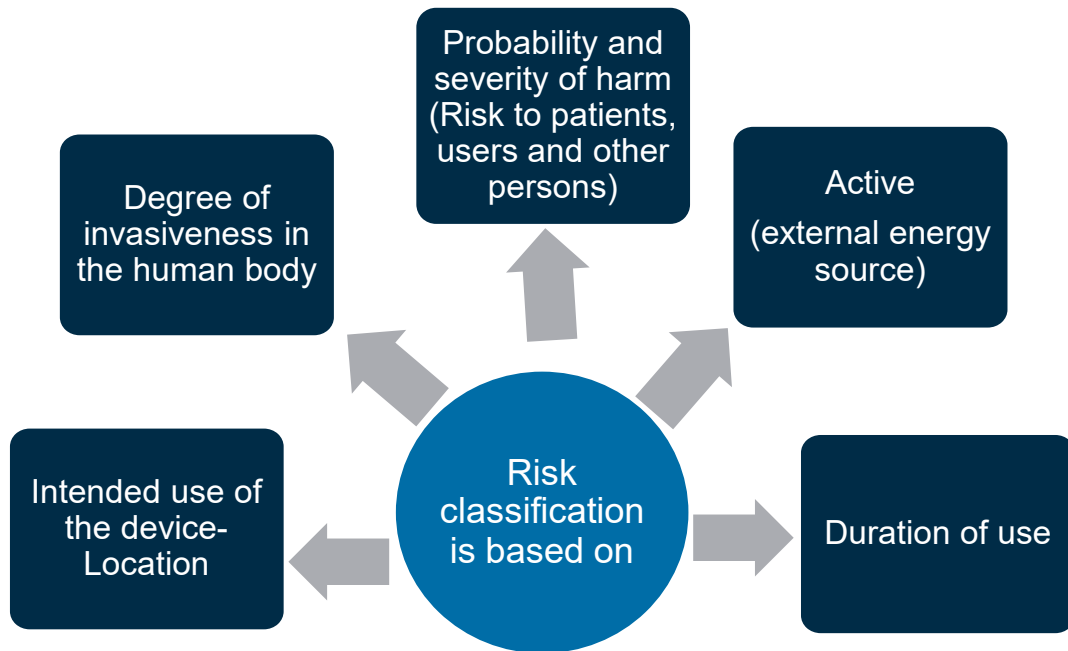 Probability and
severity of harm
(Risk to patients,
users and other
persons)
Degree of
invasiveness in
the human body
Active
(external energy
source)
Intended use of
the device-
Location
Risk
classification
is based on
Duration of use